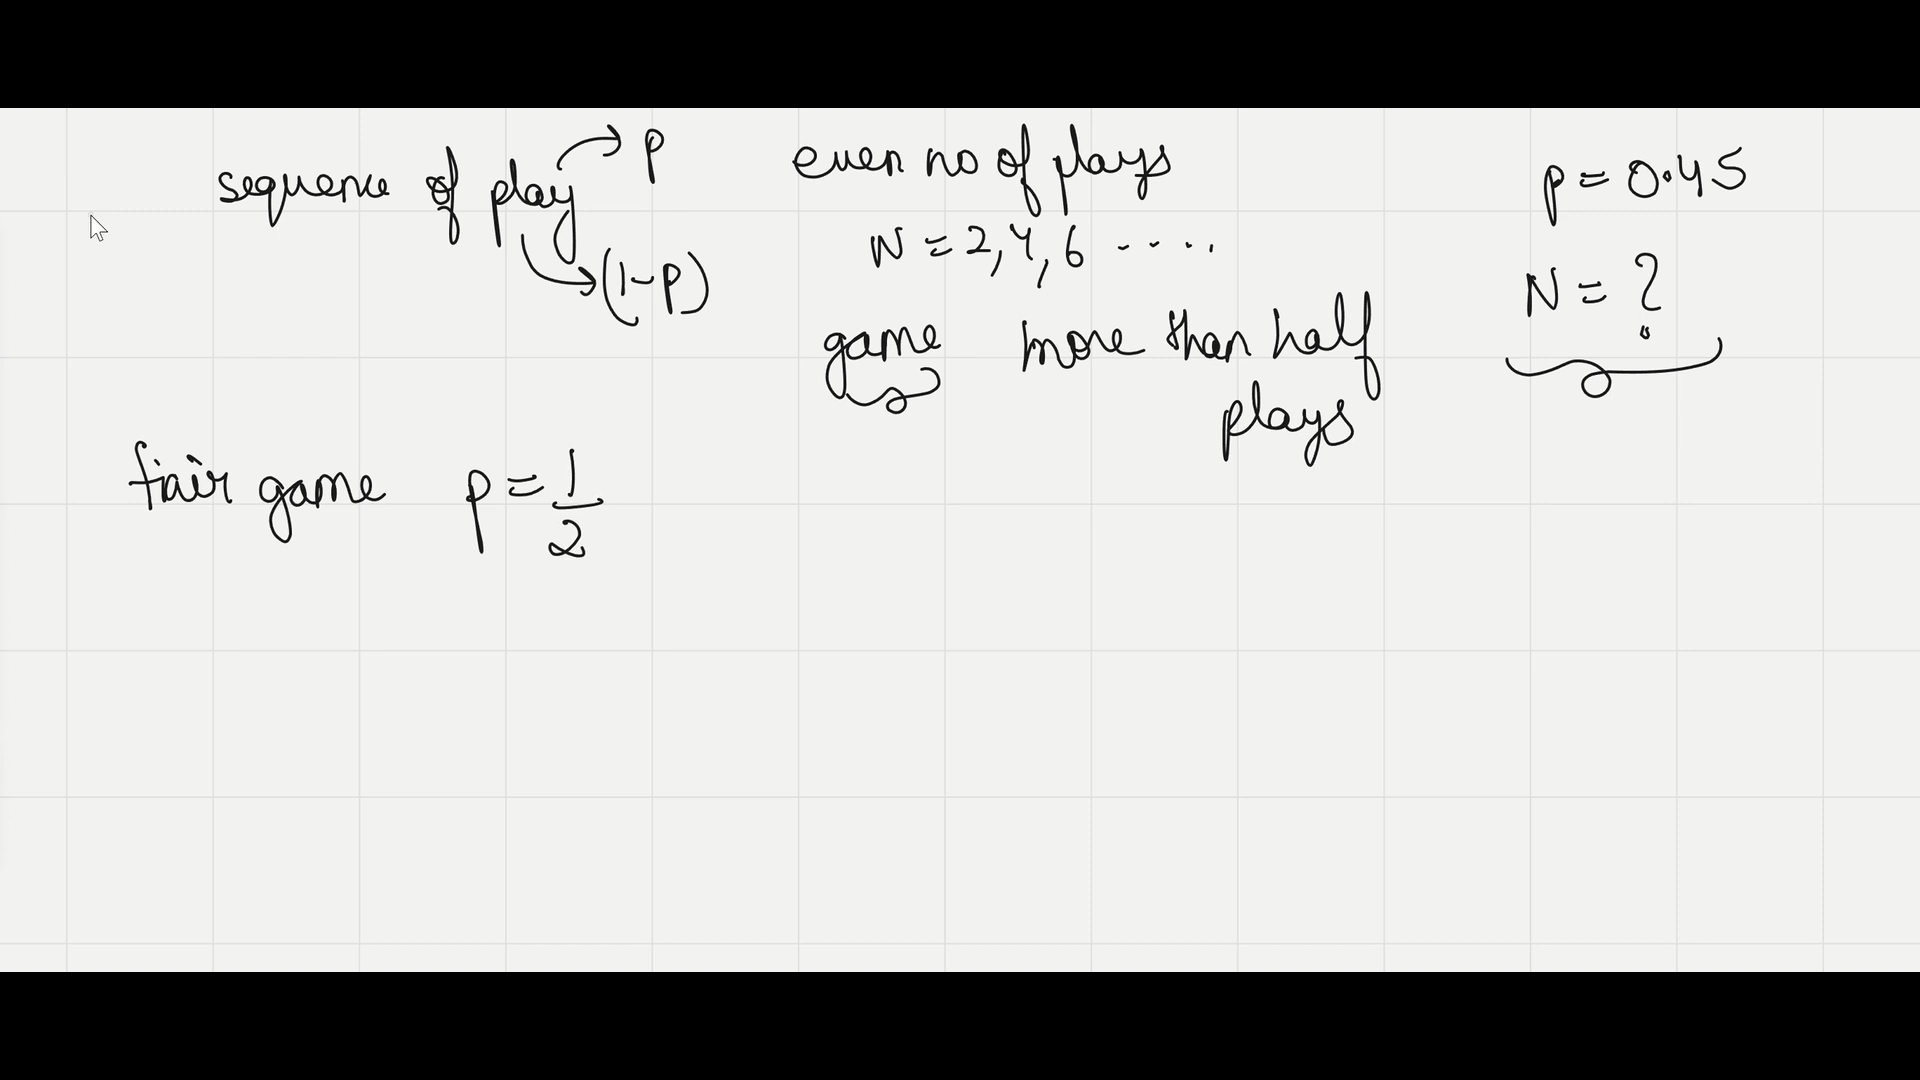 sequence of play → p
→ (1-p)
even no of plays
N = 2, 4, 6 ....
game more than half
plays
p = 0.45
N = ?
fair game p = 1/2